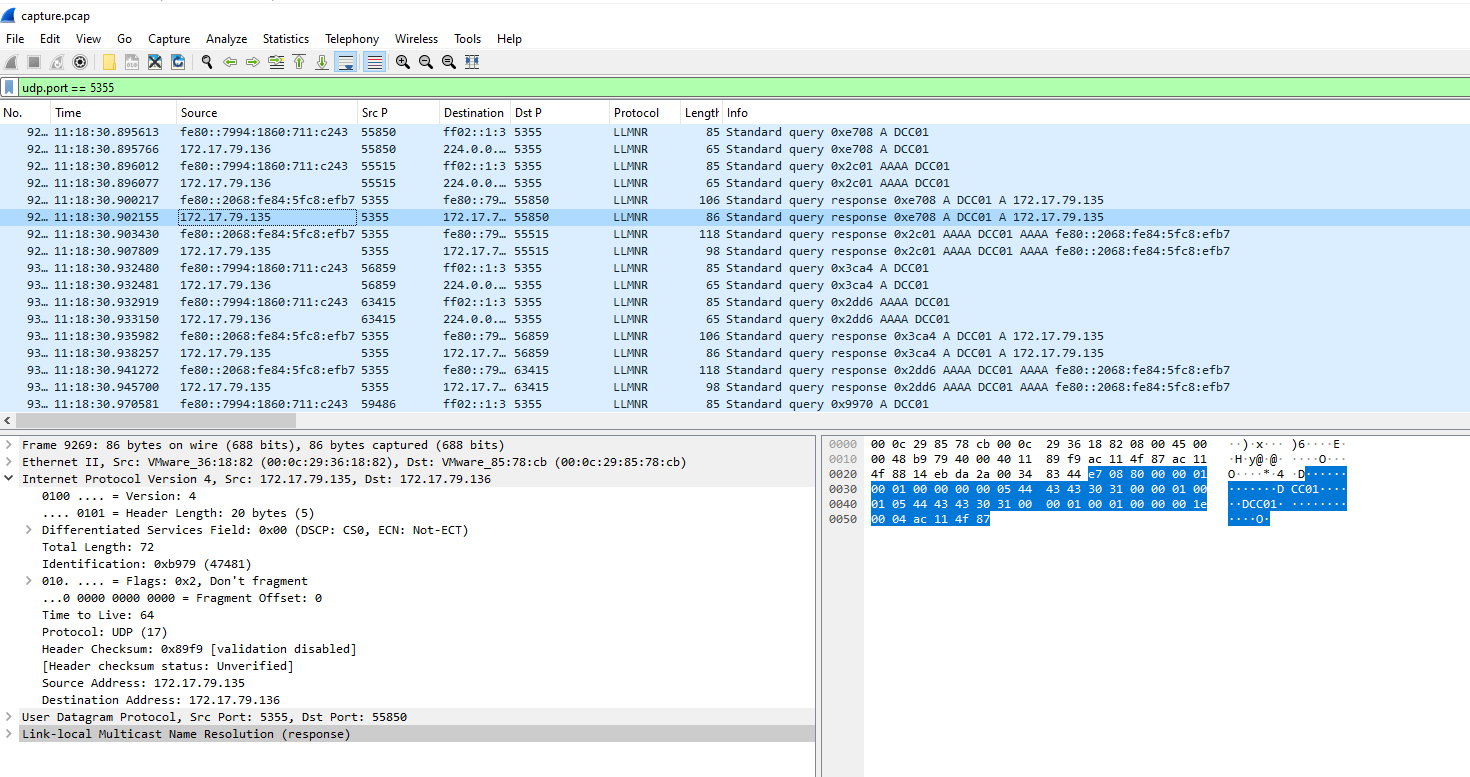 capture.pcap
File Edit View Go Capture Analyze Statistics Telephony Wireless Tools Help
udp.port == 5355
No. Time Source Src P Destination Dst P Protocol Length Info
92… 11:18:30.895613 fe80::7994:1860:711:c243 55850 ff02::1:3 5355 LLMNR 85 Standard query 0xe708 A DCC01
92… 11:18:30.895766 172.17.79.136 55850 224.0.0.… 5355 LLMNR 65 Standard query 0xe708 A DCC01
92… 11:18:30.896012 fe80::7994:1860:711:c243 55515 ff02::1:3 5355 LLMNR 85 Standard query 0x2c01 AAAA DCC01
92… 11:18:30.896077 172.17.79.136 55515 224.0.0.… 5355 LLMNR 65 Standard query 0x2c01 AAAA DCC01
92… 11:18:30.900217 fe80::2068:fe84:5fc8:efb7 5355 fe80::79… 55850 LLMNR 106 Standard query response 0xe708 A DCC01 A 172.17.79.135
92… 11:18:30.902155 172.17.79.135 5355 172.17.7… 55850 LLMNR 86 Standard query response 0xe708 A DCC01 A 172.17.79.135
92… 11:18:30.903430 fe80::2068:fe84:5fc8:efb7 5355 fe80::79… 55515 LLMNR 118 Standard query response 0x2c01 AAAA DCC01 AAAA fe80::2068:fe84:5fc8:efb7
92… 11:18:30.907809 172.17.79.135 5355 172.17.7… 55515 LLMNR 98 Standard query response 0x2c01 AAAA DCC01 AAAA fe80::2068:fe84:5fc8:efb7
93… 11:18:30.932480 fe80::7994:1860:711:c243 56859 ff02::1:3 5355 LLMNR 85 Standard query 0x3ca4 A DCC01
93… 11:18:30.932481 172.17.79.136 56859 224.0.0.… 5355 LLMNR 65 Standard query 0x3ca4 A DCC01
93… 11:18:30.932919 fe80::7994:1860:711:c243 63415 ff02::1:3 5355 LLMNR 85 Standard query 0x2dd6 AAAA DCC01
93… 11:18:30.933150 172.17.79.136 63415 224.0.0.… 5355 LLMNR 65 Standard query 0x2dd6 AAAA DCC01
93… 11:18:30.935982 fe80::2068:fe84:5fc8:efb7 5355 fe80::79… 56859 LLMNR 106 Standard query response 0x3ca4 A DCC01 A 172.17.79.135
93… 11:18:30.938257 172.17.79.135 5355 172.17.7… 56859 LLMNR 86 Standard query response 0x3ca4 A DCC01 A 172.17.79.135
93… 11:18:30.941272 fe80::2068:fe84:5fc8:efb7 5355 fe80::79… 63415 LLMNR 118 Standard query response 0x2dd6 AAAA DCC01 AAAA fe80::2068:fe84:5fc8:efb7
93… 11:18:30.945700 172.17.79.135 5355 172.17.7… 63415 LLMNR 98 Standard query response 0x2dd6 AAAA DCC01 AAAA fe80::2068:fe84:5fc8:efb7
93… 11:18:30.970581 fe80::7994:1860:711:c243 59486 ff02::1:3 5355 LLMNR 85 Standard query 0x9970 A DCC01
Frame 9269: 86 bytes on wire (688 bits), 86 bytes captured (688 bits)
Ethernet II, Src: VMware_36:18:82 (00:0c:29:36:18:82), Dst: VMware_85:78:cb (00:0c:29:85:78:cb)
Internet Protocol Version 4, Src: 172.17.79.135, Dst: 172.17.79.136
0100 .... = Version: 4
.... 0101 = Header Length: 20 bytes (5)
Differentiated Services Field: 0x00 (DSCP: CS0, ECN: Not-ECT)
Total Length: 72
Identification: 0xb979 (47481)
010. .... = Flags: 0x2, Don't fragment
...0 0000 0000 0000 = Fragment Offset: 0
Time to Live: 64
Protocol: UDP (17)
Header Checksum: 0x89f9 [validation disabled]
[Header checksum status: Unverified]
Source Address: 172.17.79.135
Destination Address: 172.17.79.136
User Datagram Protocol, Src Port: 5355, Dst Port: 55850
Link-local Multicast Name Resolution (response)
0000 00 0c 29 85 78 cb 00 0c 29 36 18 82 08 00 45 00 ··)·x··· )6····E·
0010 00 48 b9 79 40 00 40 11 89 f9 ac 11 4f 87 ac 11 ·H·y@·@· ····O···
0020 4f 88 14 eb da 2a 00 34 83 44 e7 08 80 00 00 01 O····*·4 ·D······
0030 00 01 00 00 00 00 05 44 43 43 30 31 00 00 01 00 ·······D CC01····
0040 01 05 44 43 43 30 31 00 00 01 00 01 00 00 00 1e ··DCC01· ········
0050 00 04 ac 11 4f 87 ····O·